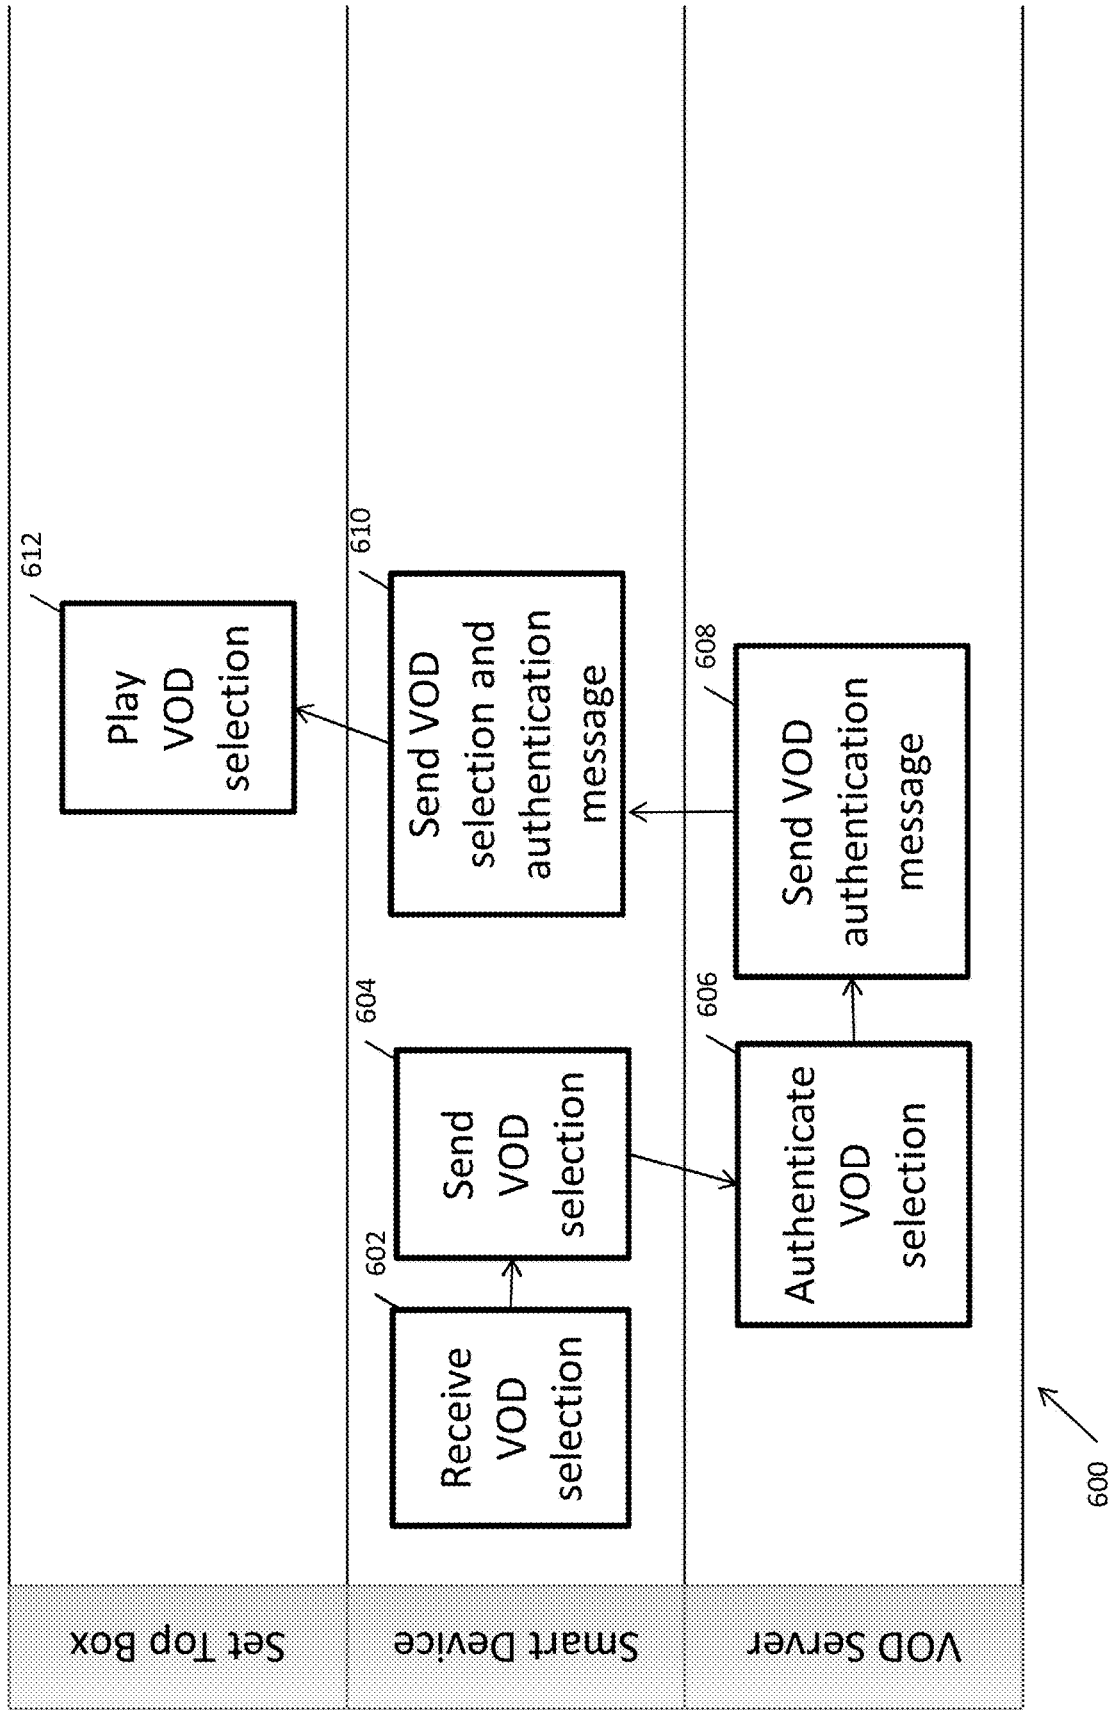 Set Top Box
Play
VOD
selection
612
Smart Device
Receive
VOD
selection
602
Send
VOD
selection
604
Send VOD
selection and
authentication
message
610
VOD Server
Authenticate
VOD
selection
606
Send VOD
authentication
message
608
600